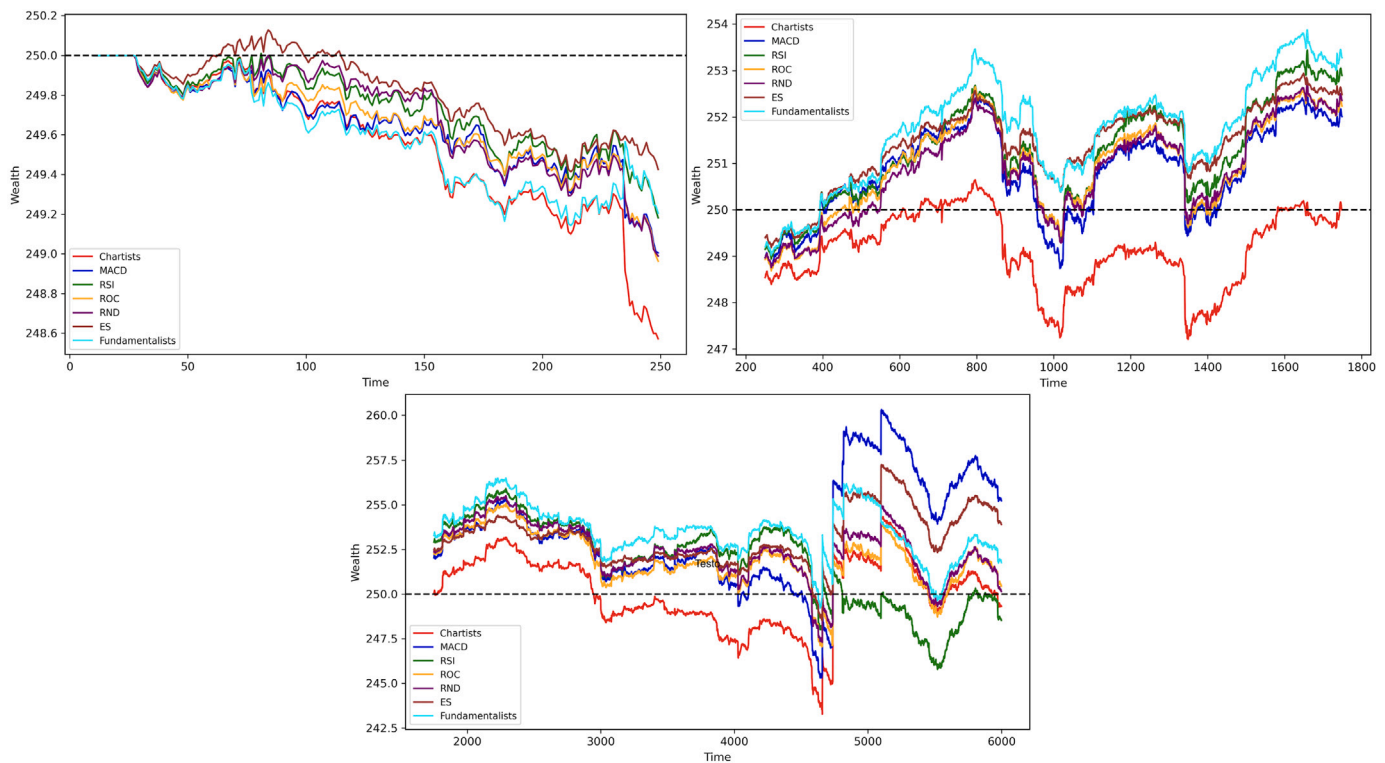 250.2
250.0
249.8
249.6
249.4
249.2
249.0
248.8
248.6
Wealth
Chartists
MACD
RSI
ROC
RND
ES
Fundamentalists
0 50 100 150 200 250
Time
254
253
252
251
250
249
248
247
Wealth
Chartists
MACD
RSI
ROC
RND
ES
Fundamentalists
200 400 600 800 1000 1200 1400 1600 1800
Time
260.0
257.5
255.0
252.5
250.0
247.5
245.0
242.5
Wealth
Testo
Chartists
MACD
RSI
ROC
RND
ES
Fundamentalists
2000 3000 4000 5000 6000
Time